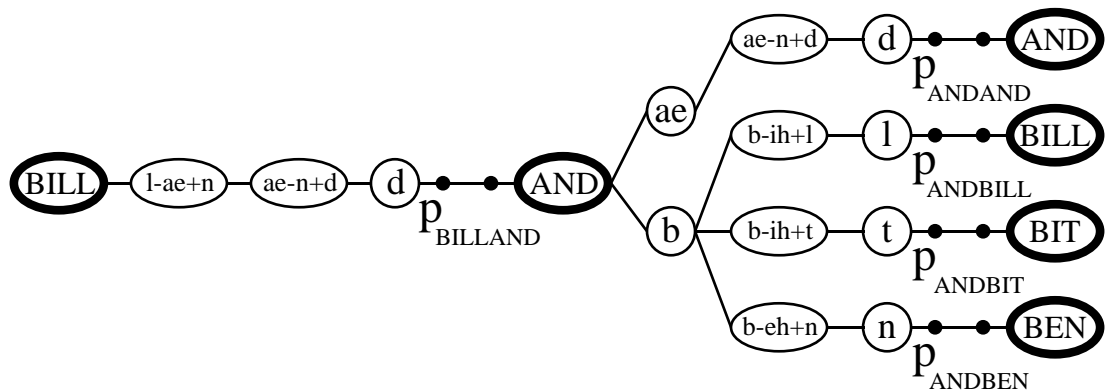 ae-n+d d AND
p ANDAND
ae
b-ih+l l BILL
p ANDBILL
BILL l-ae+n ae-n+d d AND
p BILLAND
b
b-ih+t t BIT
p ANDBIT
b-eh+n n BEN
p ANDBEN